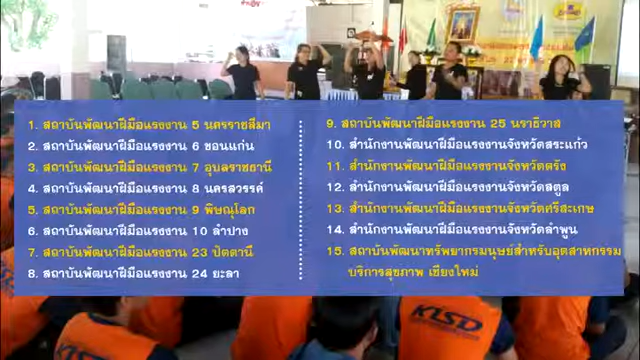 1. สถาบันพัฒนาฝีมือแรงงาน 5 นครราชสีมา
2. สถาบันพัฒนาฝีมือแรงงาน 6 ขอนแก่น
3. สถาบันพัฒนาฝีมือแรงงาน 7 อุบลราชธานี
4. สถาบันพัฒนาฝีมือแรงงาน 8 นครสวรรค์
5. สถาบันพัฒนาฝีมือแรงงาน 9 พิษณุโลก
6. สถาบันพัฒนาฝีมือแรงงาน 10 ลำปาง
7. สถาบันพัฒนาฝีมือแรงงาน 23 ปัตตานี
8. สถาบันพัฒนาฝีมือแรงงาน 24 ยะลา
9. สถาบันพัฒนาฝีมือแรงงาน 25 นราธิวาส
10. สำนักงานพัฒนาฝีมือแรงงานจังหวัดสระแก้ว
11. สำนักงานพัฒนาฝีมือแรงงานจังหวัดตรัง
12. สำนักงานพัฒนาฝีมือแรงงานจังหวัดสตูล
13. สำนักงานพัฒนาฝีมือแรงงานจังหวัดศรีสะเกษ
14. สำนักงานพัฒนาฝีมือแรงงานจังหวัดลำพูน
15. สถาบันพัฒนาทรัพยากรมนุษย์สำหรับอุตสาหกรรม
บริการสุขภาพ เชียงใหม่
KISD
KISD
KISD